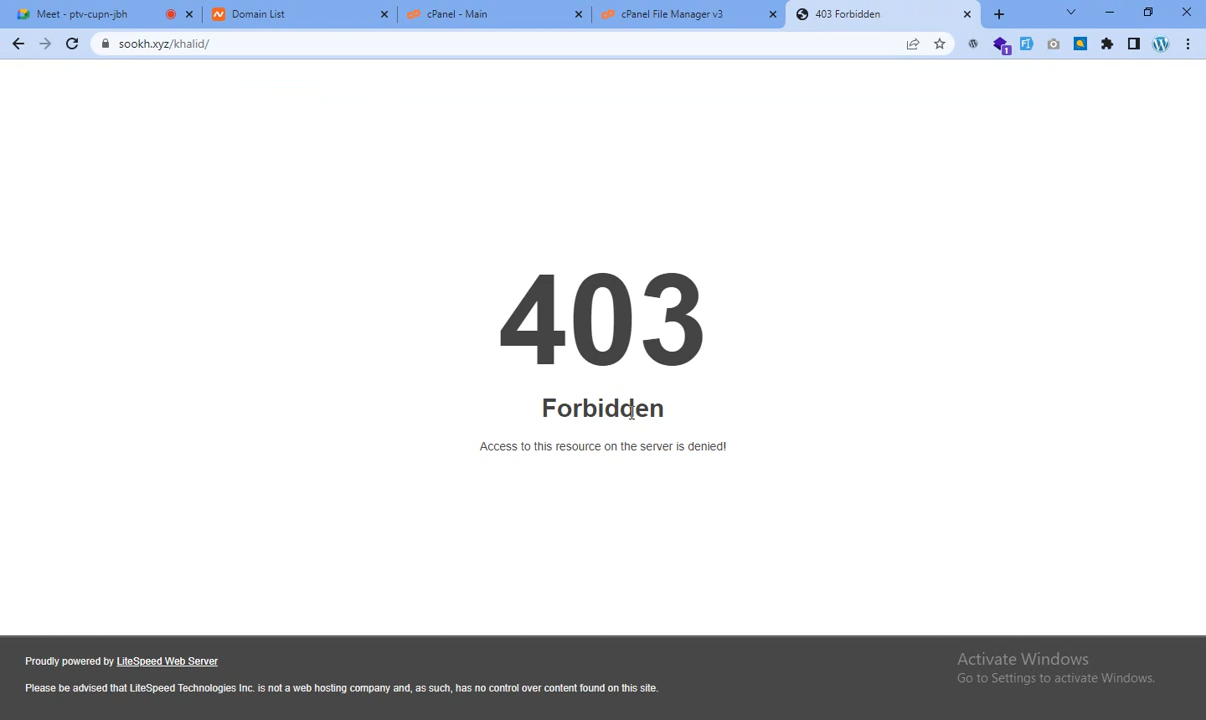 Meet - ptv-cupn-jbh
Domain List
cPanel - Main
cPanel File Manager v3
403 Forbidden
sookh.xyz/khalid/
1
403
Forbidden
Access to this resource on the server is denied!
Proudly powered by LiteSpeed Web Server
Please be advised that LiteSpeed Technologies Inc. is not a web hosting company and, as such, has no control over content found on this site.
Activate Windows
Go to Settings to activate Windows.